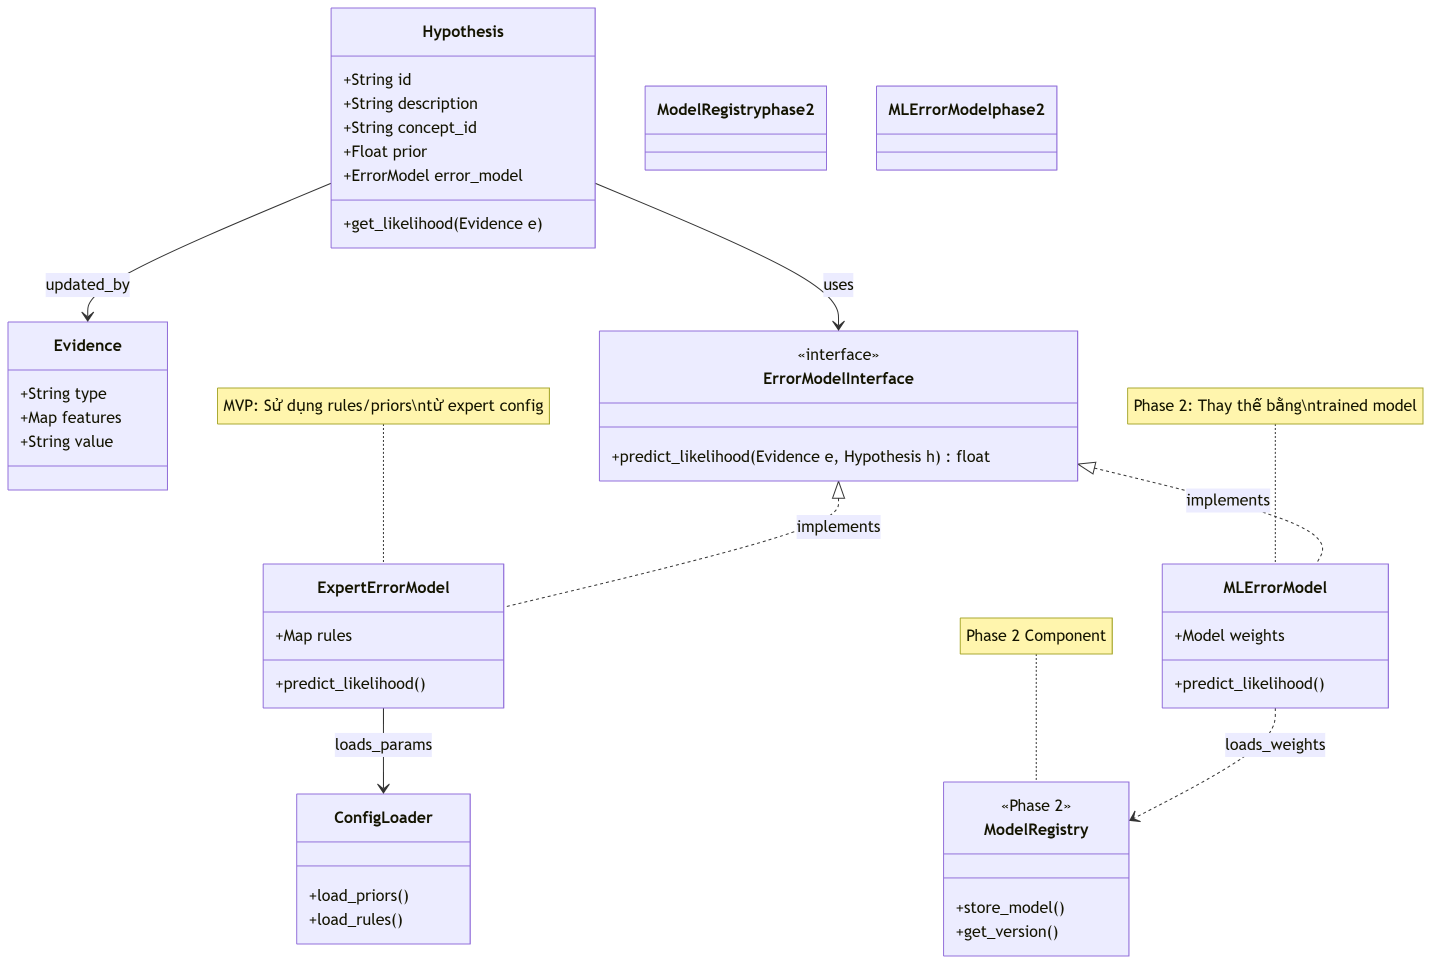 Hypothesis
+String id
+String description
+String concept_id
+Float prior
+ErrorModel error_model
+get_likelihood(Evidence e)
ModelRegistryphase2
MLErrorModelphase2
updated_by
uses
Evidence
+String type
+Map features
+String value
«interface»
ErrorModelInterface
+predict_likelihood(Evidence e, Hypothesis h) : float
MVP: Sử dụng rules/priors\ntừ expert config
Phase 2: Thay thế bằng\ntrained model
implements
implements
ExpertErrorModel
+Map rules
+predict_likelihood()
MLErrorModel
+Model weights
+predict_likelihood()
Phase 2 Component
loads_params
loads_weights
ConfigLoader
+load_priors()
+load_rules()
«Phase 2»
ModelRegistry
+store_model()
+get_version()